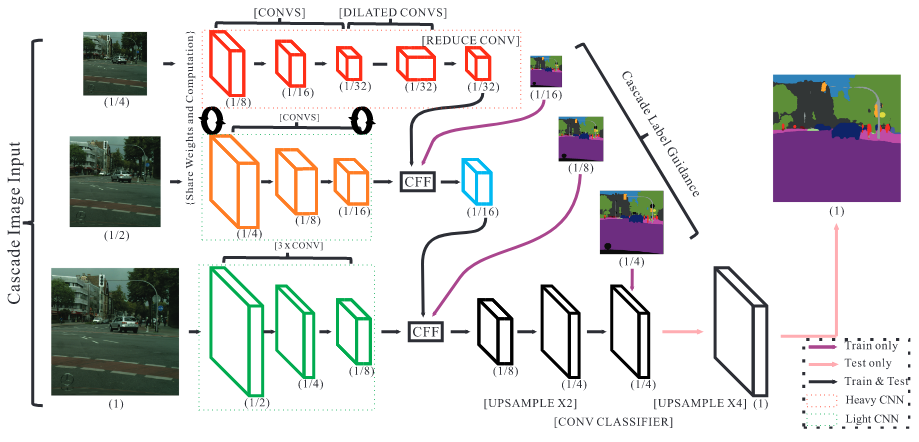 Cascade Image Input
(1/4)
(1/2)
(1)
{Share Weights and Computation}
[CONVS]
[DILATED CONVS]
[REDUCE CONV]
(1/8)
(1/16)
(1/32)
(1/32)
(1/32)
[CONVS]
(1/4)
(1/8)
(1/16)
CFF
(1/16)
[3 X CONV]
(1/2)
(1/4)
(1/8)
CFF
(1/8)
(1/4)
(1/4)
(1)
[UPSAMPLE X2]
[CONV CLASSIFIER]
[UPSAMPLE X4]
(1/16)
(1/8)
(1/4)
Cascade Label Guidance
(1)
Train only
Test only
Train & Test
Heavy CNN
Light CNN